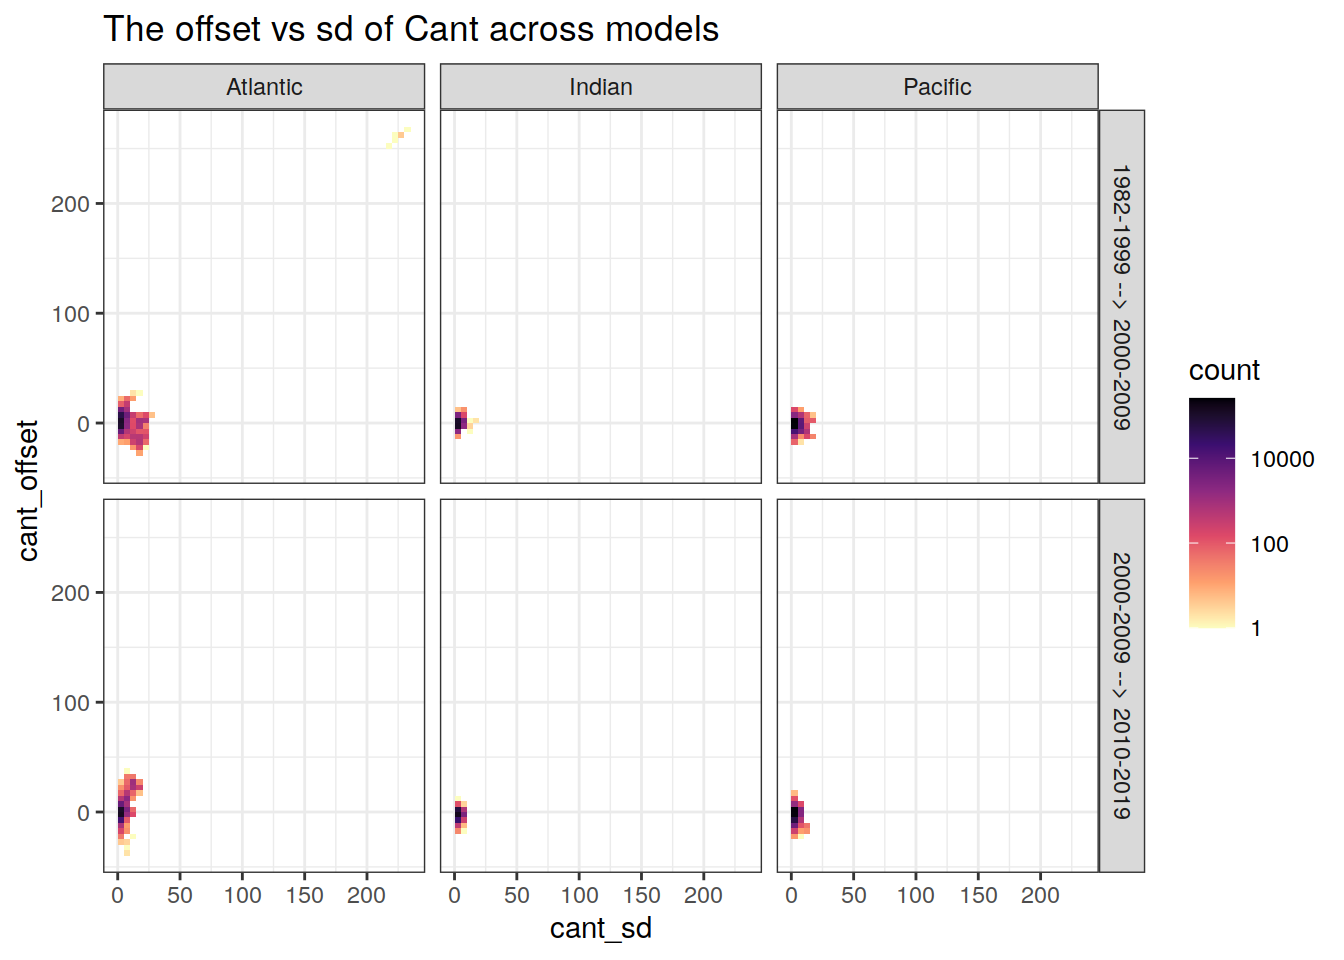 The offset vs sd of Cant across models
Atlantic
Indian
Pacific
200
100
0
1982-1999 --> 2000-2009
200
100
0
2000-2009 --> 2010-2019
cant_offset
0 50 100 150 200
0 50 100 150 200
0 50 100 150 200
cant_sd
count
10000
100
1